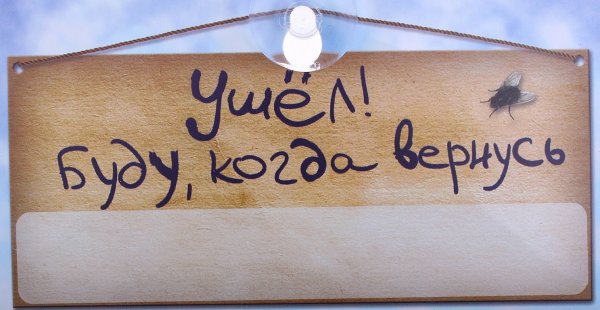 Ушёл!
Буду, когда вернусь